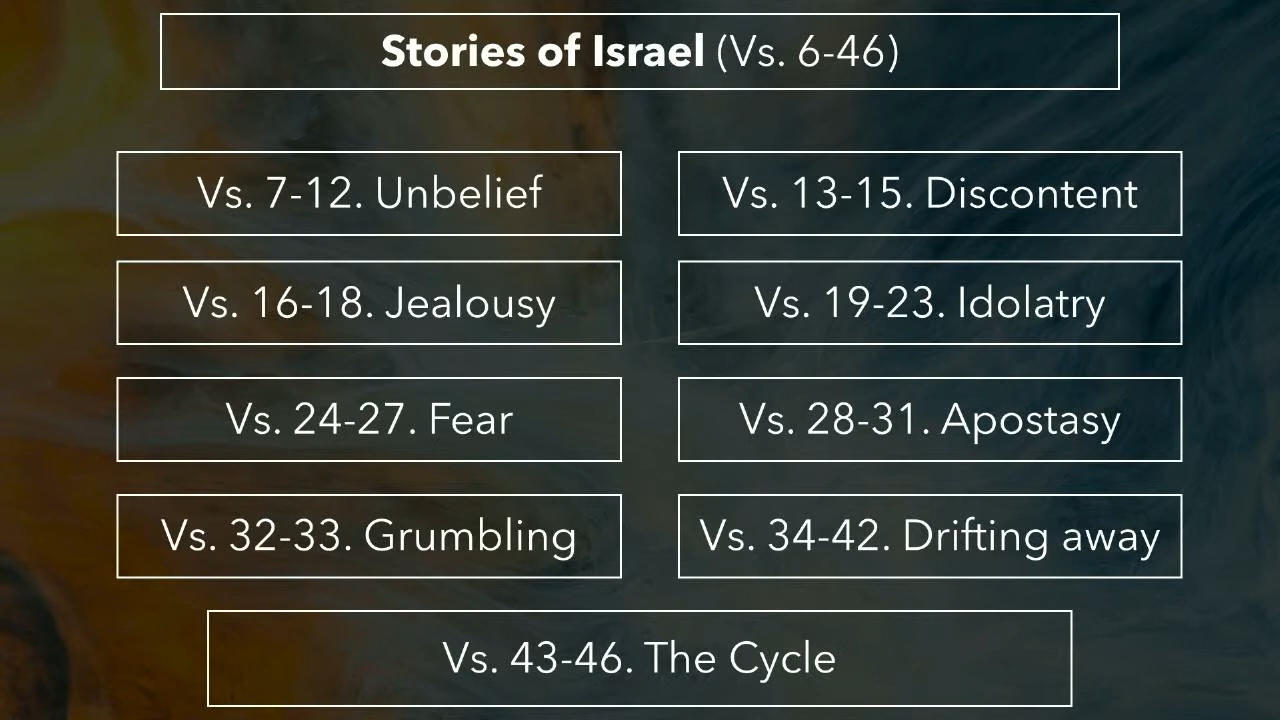 Stories of Israel (Vs. 6-46)
Vs. 7-12. Unbelief
Vs. 13-15. Discontent
Vs. 16-18. Jealousy
Vs. 19-23. Idolatry
Vs. 24-27. Fear
Vs. 28-31. Apostasy
Vs. 32-33. Grumbling
Vs. 34-42. Drifting away
Vs. 43-46. The Cycle